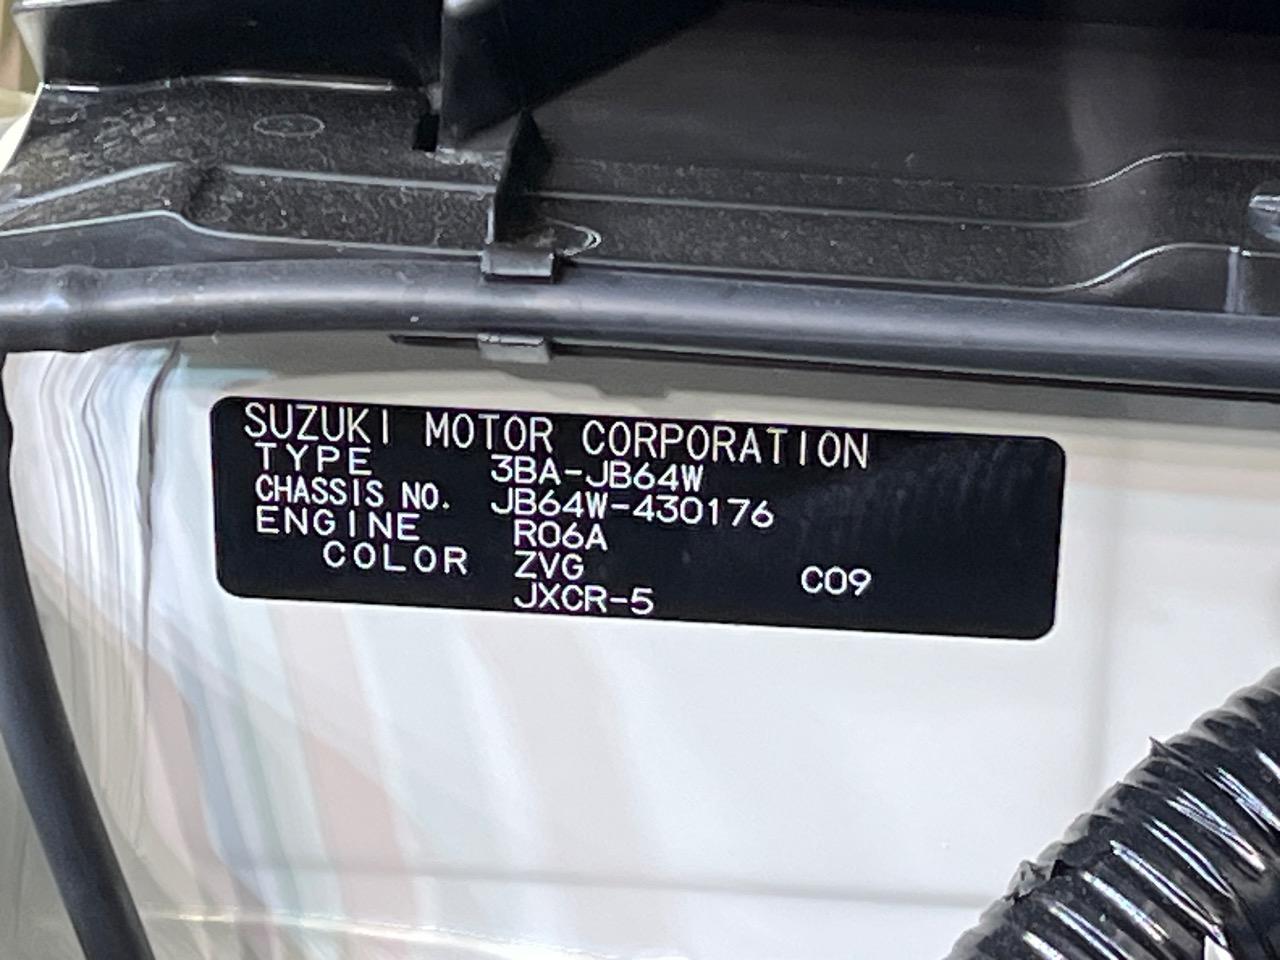 SUZUKI MOTOR CORPORATION
TYPE 3BA-JB64W
CHASSIS NO. JB64W-430176
ENGINE R06A
COLOR ZVG C09
JXCR-5